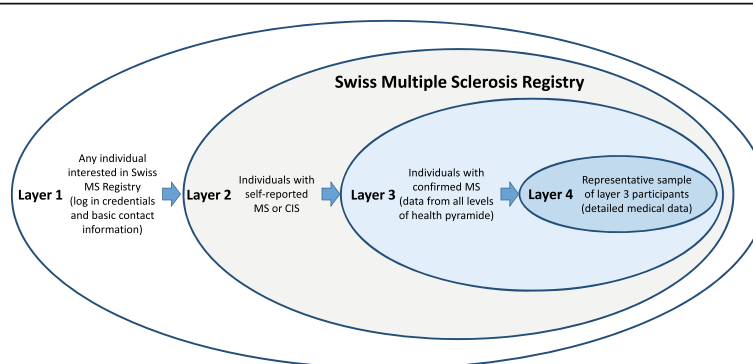 Swiss Multiple Sclerosis Registry
Layer 1
Any individual
interested in Swiss
MS Registry
(log in credentials
and basic contact
information)
Layer 2
Individuals with
self-reported
MS or CIS
Layer 3
Individuals with
confirmed MS
(data from all levels
of health pyramide)
Layer 4
Representative sample
of layer 3 participants
(detailed medical data)